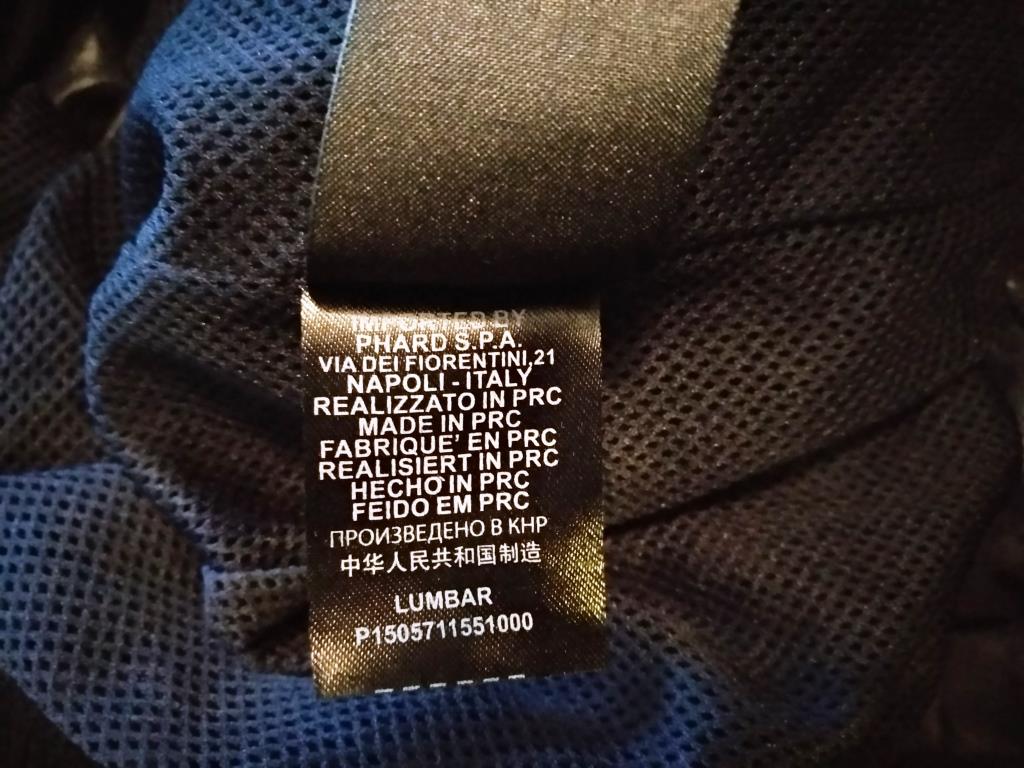 IMPORTED BY
PHARD S.P.A.
VIA DEI FIORENTINI,21
NAPOLI - ITALY
REALIZZATO IN PRC
MADE IN PRC
FABRIQUE' EN PRC
REALISIERT IN PRC
HECHO IN PRC
FEIDO EM PRC
ПРОИЗВЕДЕНО В КНР
中华人民共和国制造
LUMBAR
P1505711551000